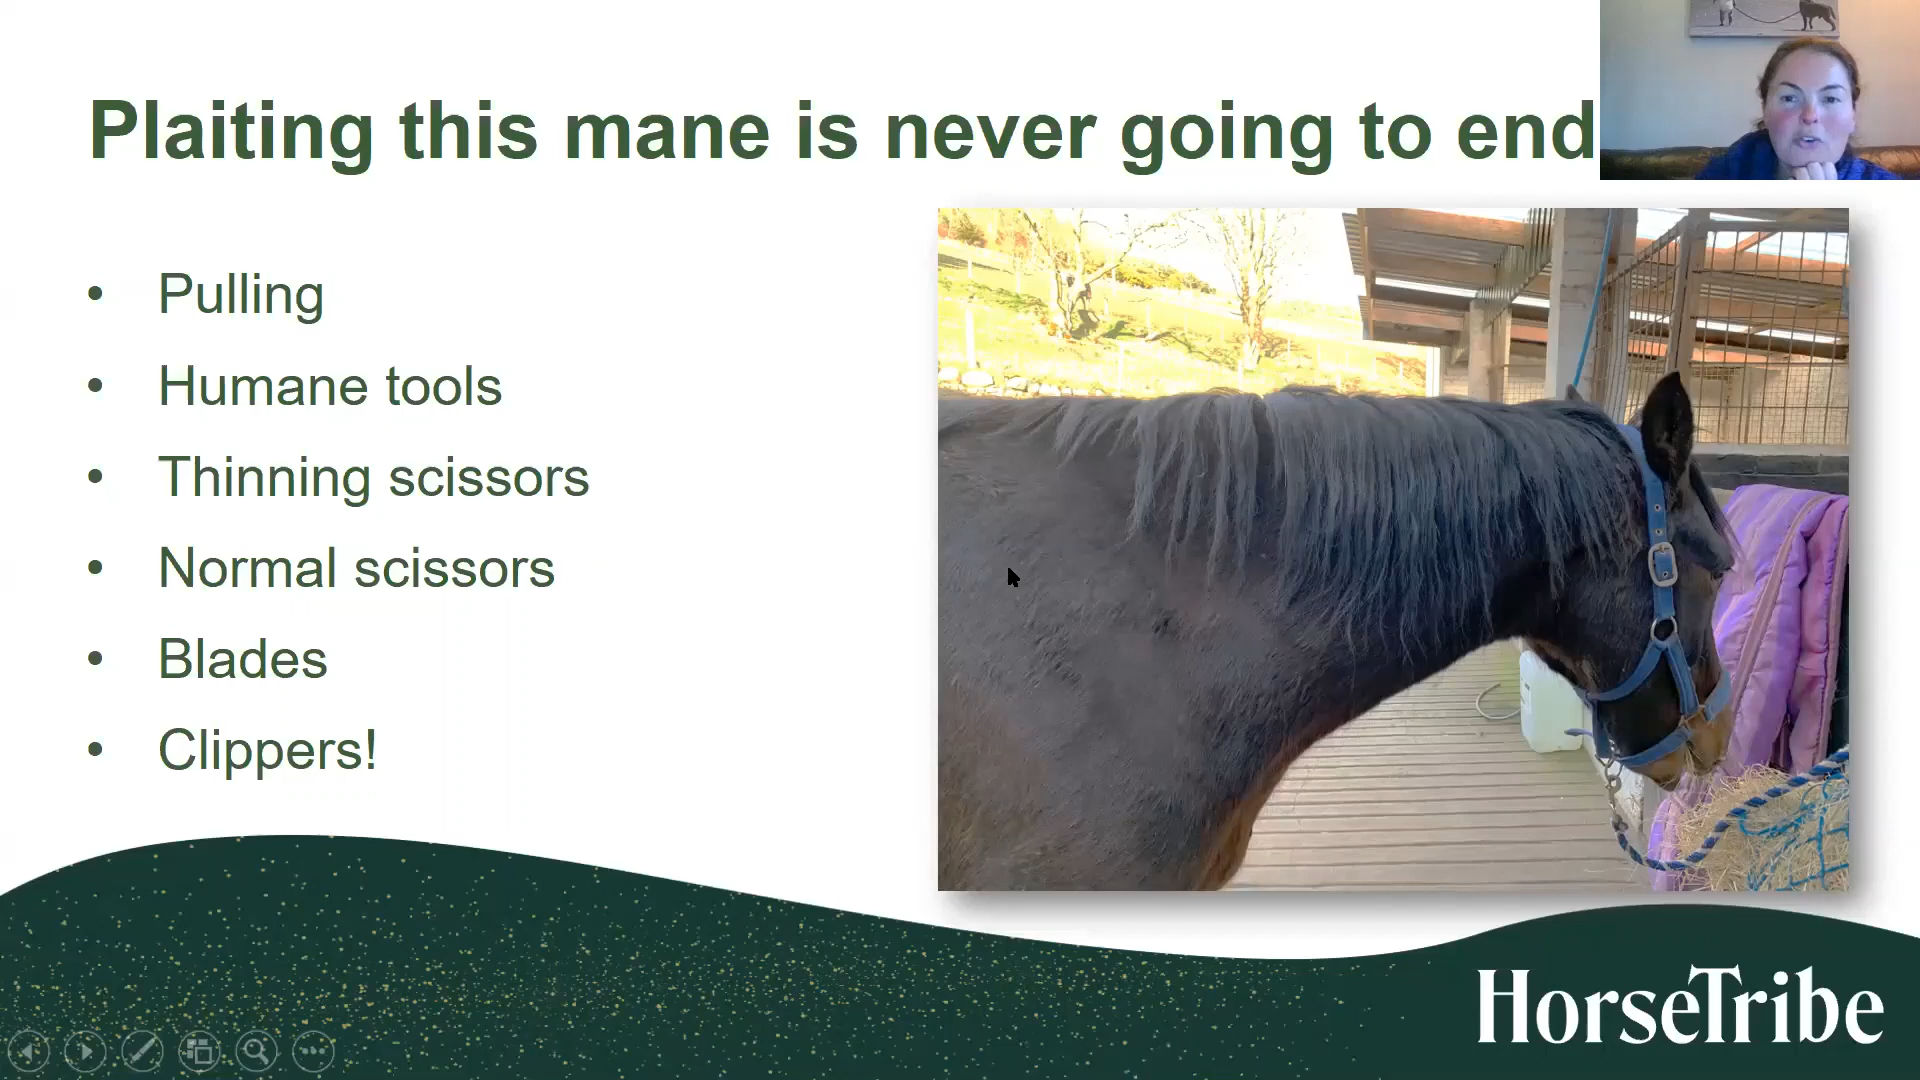 Plaiting this mane is never going to end
• Pulling
• Humane tools
• Thinning scissors
• Normal scissors
• Blades
• Clippers!
HorseTribe